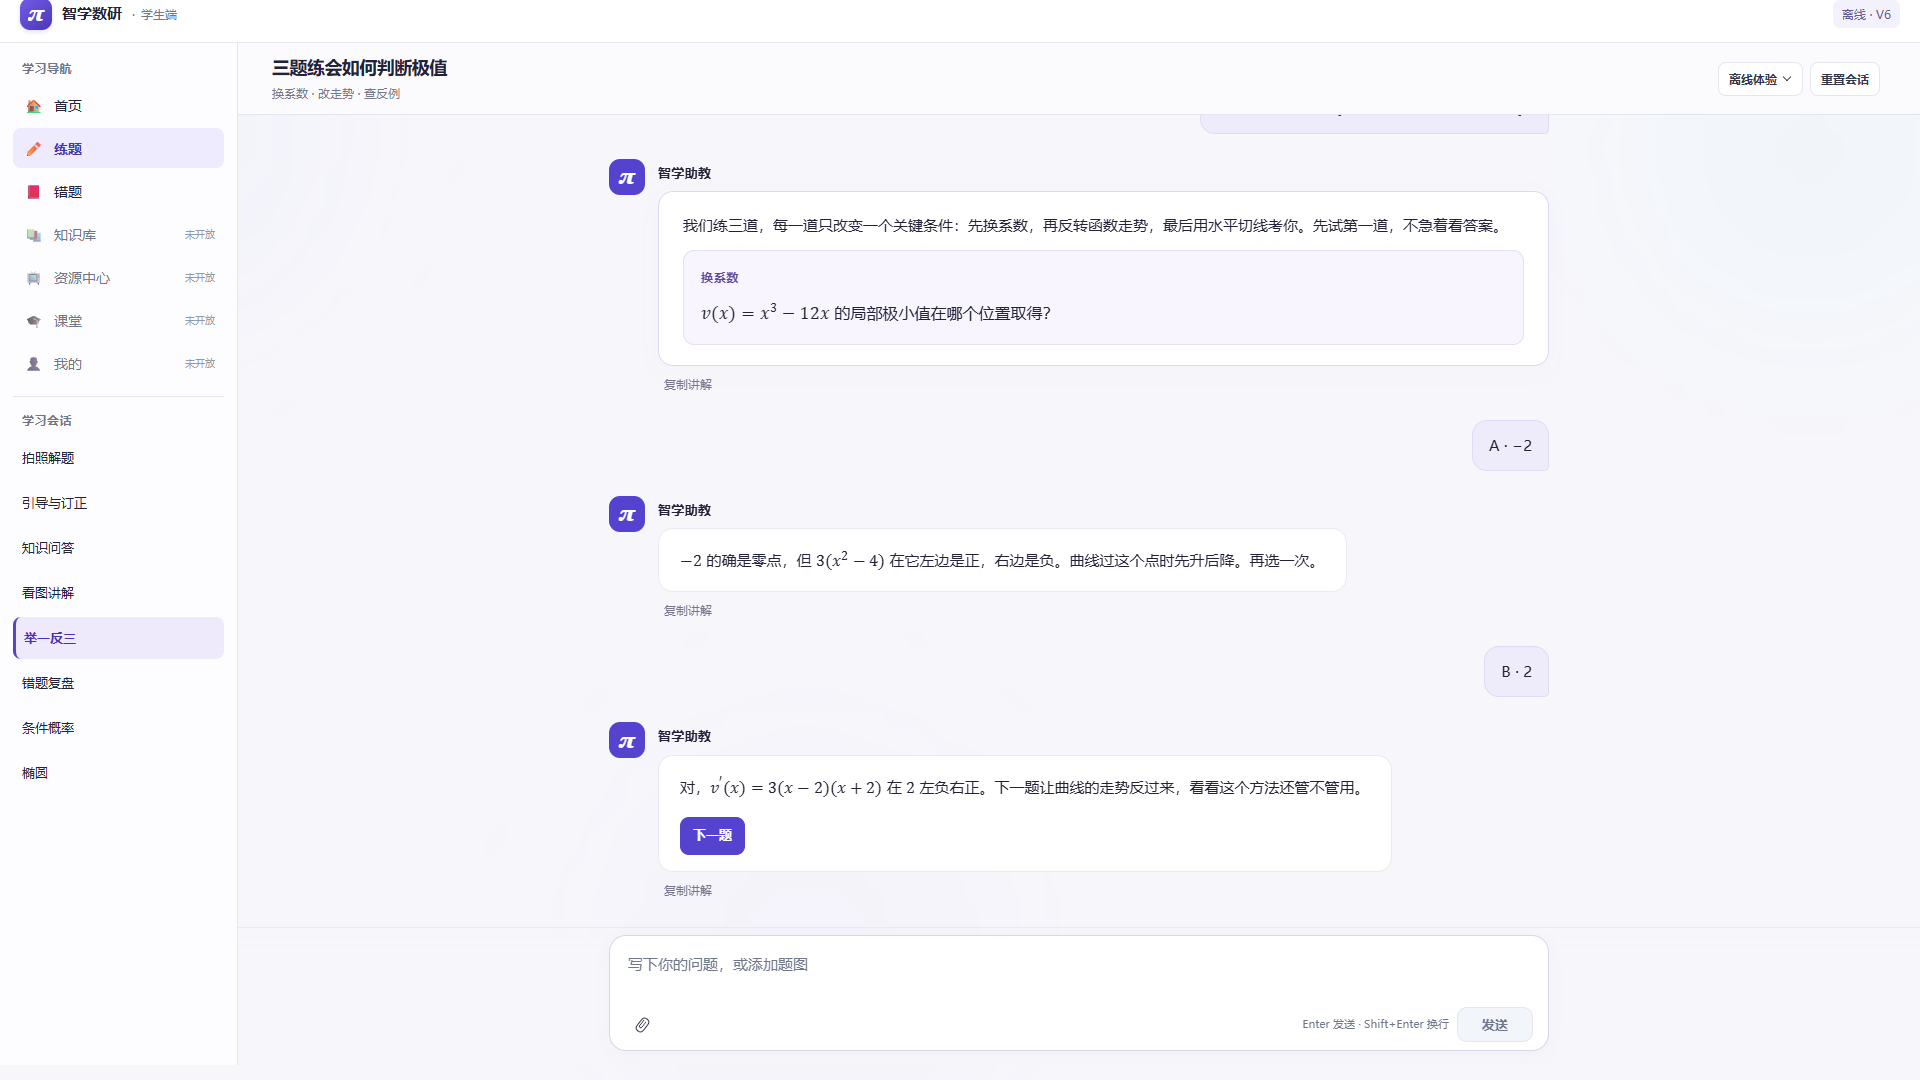 π 智学数研 · 学生端
离线 · V6
学习导航
首页
练题
错题
知识库 未开放
资源中心 未开放
课堂 未开放
我的 未开放
学习会话
拍照解题
引导与订正
知识问答
看图讲解
举一反三
错题复盘
条件概率
椭圆
三题练会如何判断极值
换系数 · 改走势 · 查反例
离线体验
重置会话
π 智学助教
我们练三道，每一道只改变一个关键条件：先换系数，再反转函数走势，最后用水平切线考你。先试第一道，不急着看答案。
换系数
v(x) = x³ − 12x 的局部极小值在哪个位置取得？
复制讲解
A · −2
π 智学助教
−2 的确是零点，但 3(x² − 4) 在它左边是正，右边是负。曲线过这个点时先升后降。再选一次。
复制讲解
B · 2
π 智学助教
对，v′(x) = 3(x − 2)(x + 2) 在 2 左负右正。下一题让曲线的走势反过来，看看这个方法还管不管用。
下一题
复制讲解
写下你的问题，或添加题图
Enter 发送 · Shift+Enter 换行
发送